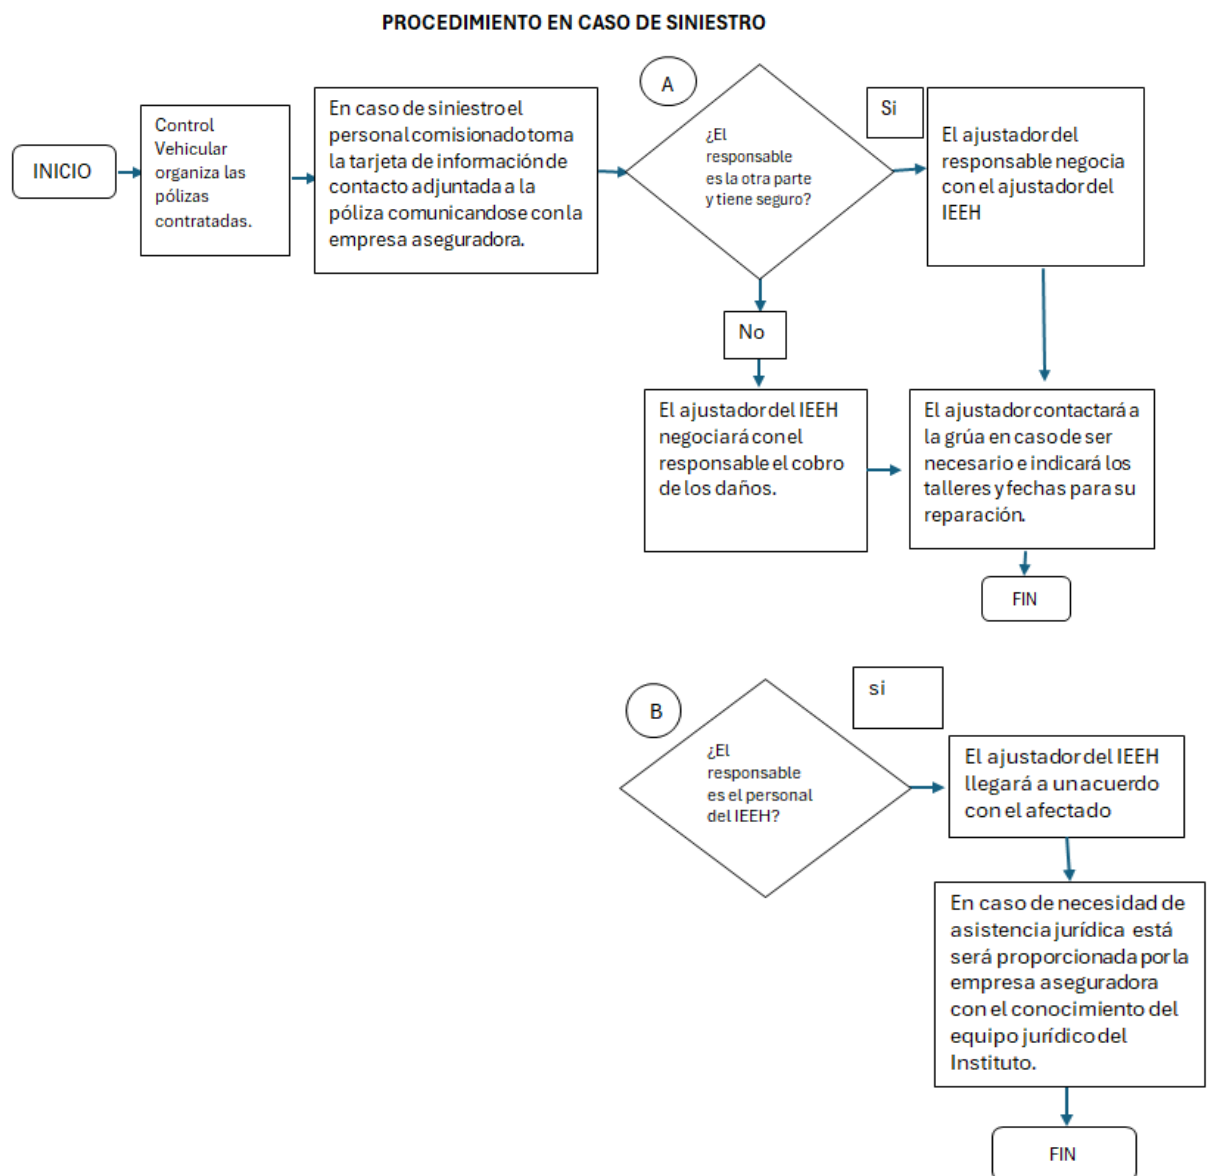 PROCEDIMIENTO EN CASO DE SINIESTRO
INICIO
Control
Vehicular
organiza las
pólizas
contratadas.
En caso de siniestro el
personal comisionado toma
la tarjeta de información de
contacto adjuntada a la
póliza comunicandose con la
empresa aseguradora.
A
¿El
responsable
es la otra parte
y tiene seguro?
Si
El ajustador del
responsable negocia
con el ajustador del
IEEH
No
El ajustador del IEEH
negociará con el
responsable el cobro
de los daños.
El ajustador contactará a
la grúa en caso de ser
necesario e indicará los
talleres y fechas para su
reparación.
FIN
B
¿El
responsable
es el personal
del IEEH?
si
El ajustador del IEEH
llegará a un acuerdo
con el afectado
En caso de necesidad de
asistencia jurídica está
será proporcionada por la
empresa aseguradora
con el conocimiento del
equipo jurídico del
Instituto.
FIN